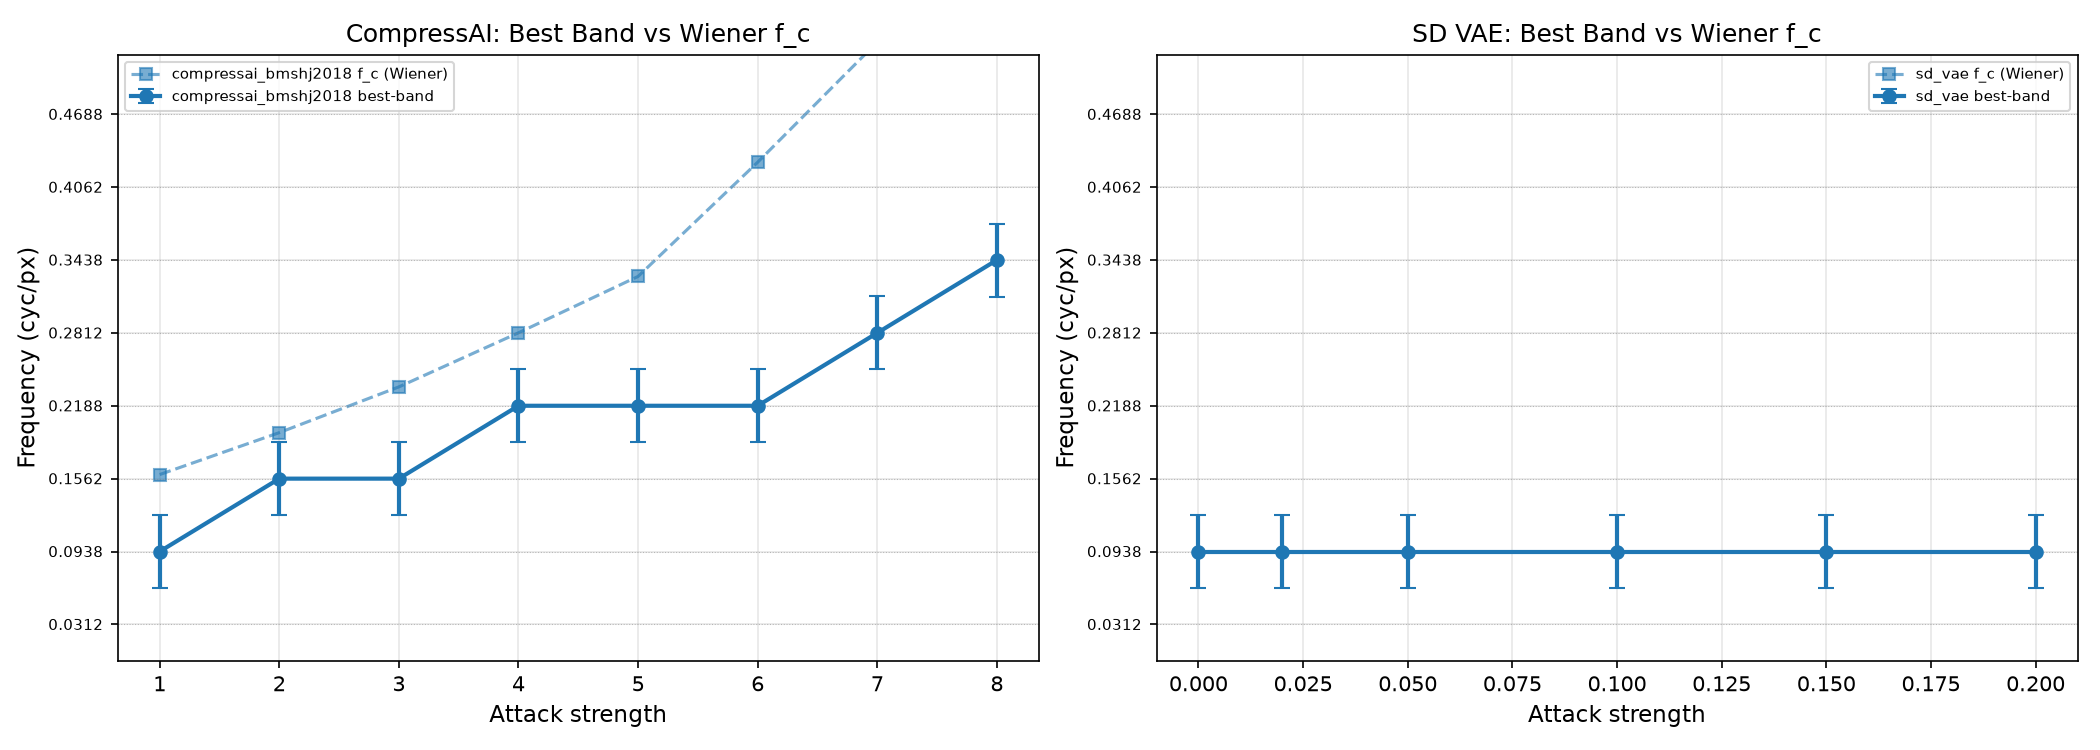 CompressAI: Best Band vs Wiener f_c
compressai_bmshj2018 f_c (Wiener)
compressai_bmshj2018 best-band
Frequency (cyc/px)
0.4688
0.4062
0.3438
0.2812
0.2188
0.1562
0.0938
0.0312
1 2 3 4 5 6 7 8
Attack strength
SD VAE: Best Band vs Wiener f_c
sd_vae f_c (Wiener)
sd_vae best-band
Frequency (cyc/px)
0.4688
0.4062
0.3438
0.2812
0.2188
0.1562
0.0938
0.0312
0.000 0.025 0.050 0.075 0.100 0.125 0.150 0.175 0.200
Attack strength